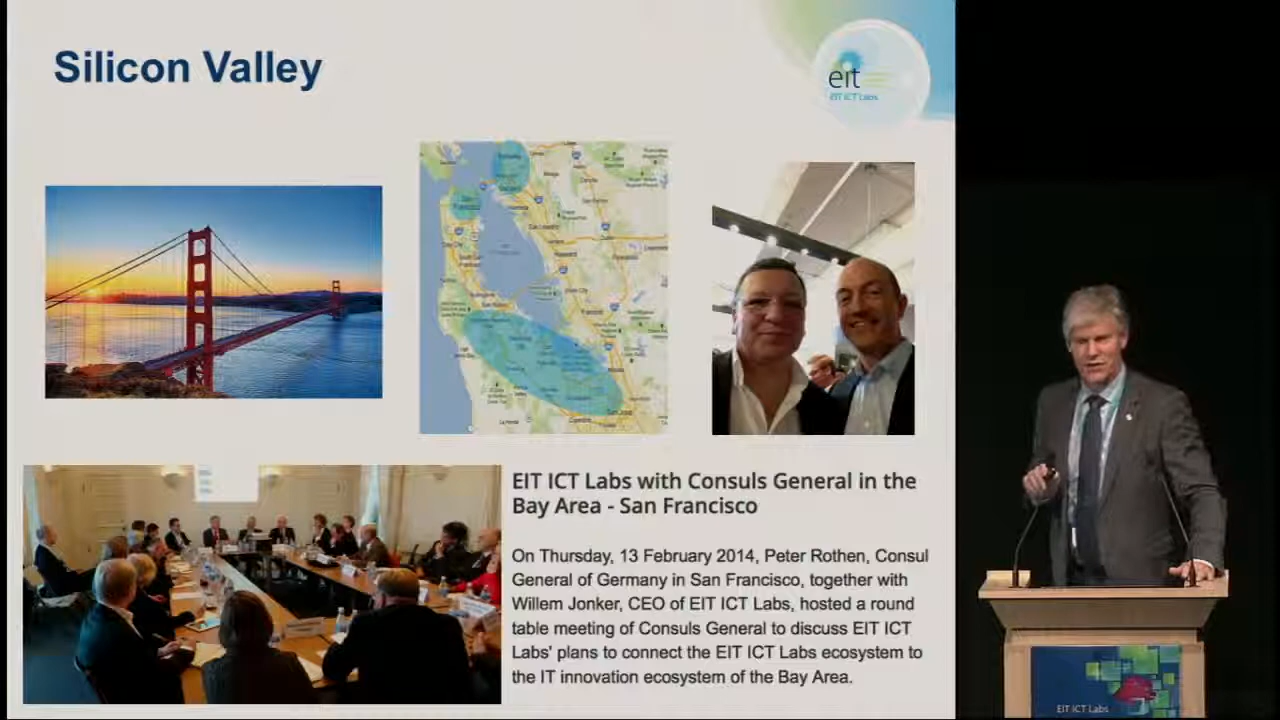 Silicon Valley
eit
EIT ICT Labs
EIT ICT Labs with Consuls General in the
Bay Area - San Francisco
On Thursday, 13 February 2014, Peter Rothen, Consul
General of Germany in San Francisco, together with
Willem Jonker, CEO of EIT ICT Labs, hosted a round
table meeting of Consuls General to discuss EIT ICT
Labs' plans to connect the EIT ICT Labs ecosystem to
the IT innovation ecosystem of the Bay Area.
EIT ICT Labs